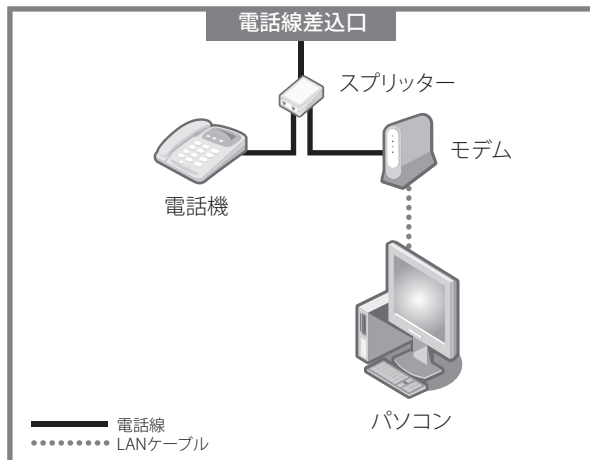 電話線差込口
スプリッター
モデム
電話機
パソコン
電話線
LANケーブル